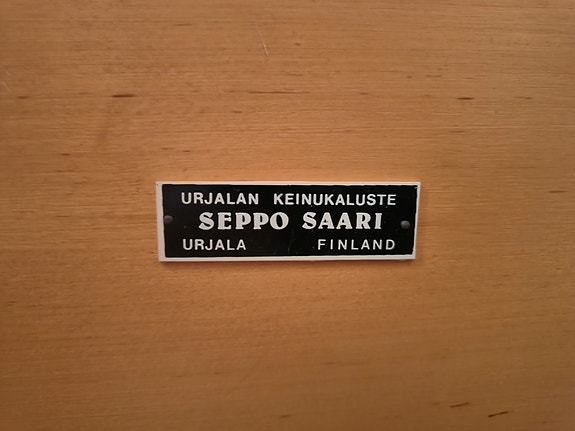 URJALAN KEINUKALUSTE
SEPPO SAARI
URJALA FINLAND